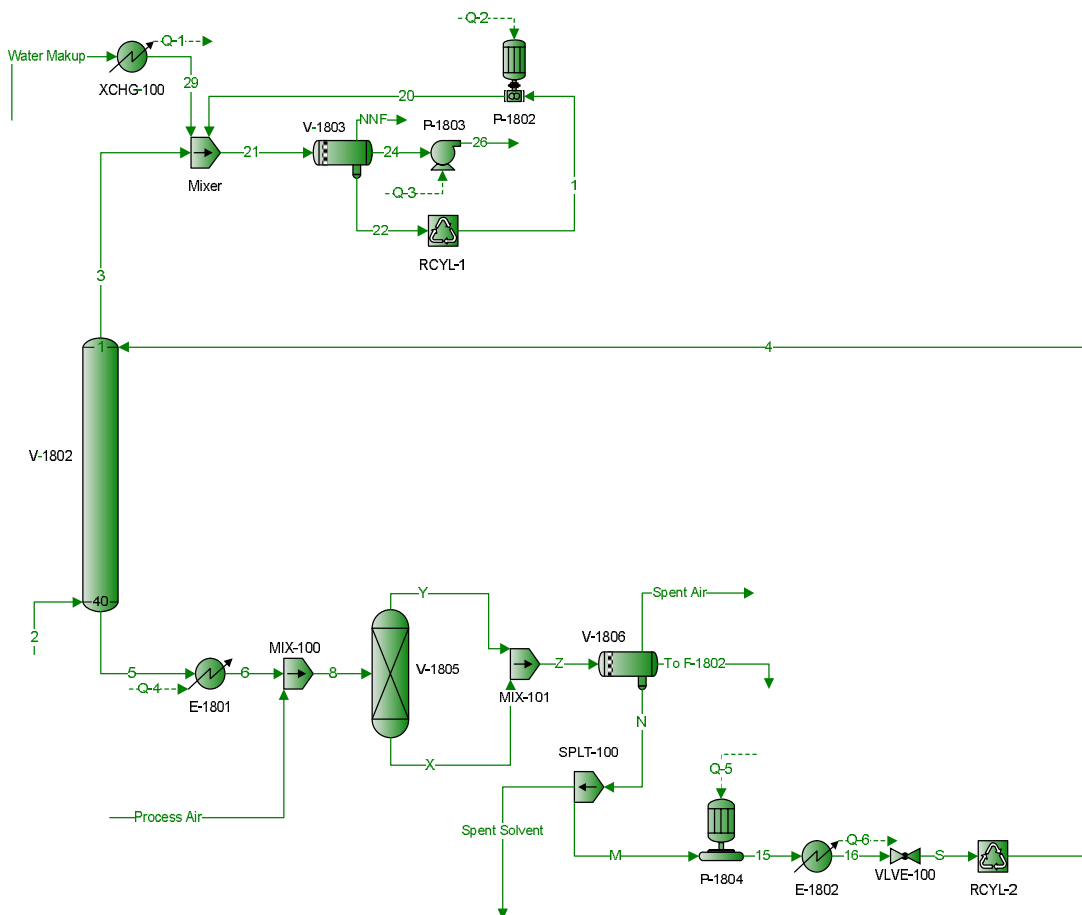 Q-2
Water Makup
Q-1
XCHG-100
29
20
P-1802
V-1803
NNF
P-1803
21
24
26
Mixer
Q-3
1
22
RCYL-1
3
1
4
V-1802
40
2
Y
Spent Air
MIX-100
V-1806
5
6
8
V-1805
Z
To F-1802
Q-4
E-1801
MIX-101
N
X
SPLT-100
Q-5
Process Air
Spent Solvent
Q-6
M
15
16
S
P-1804
E-1802
VLVE-100
RCYL-2